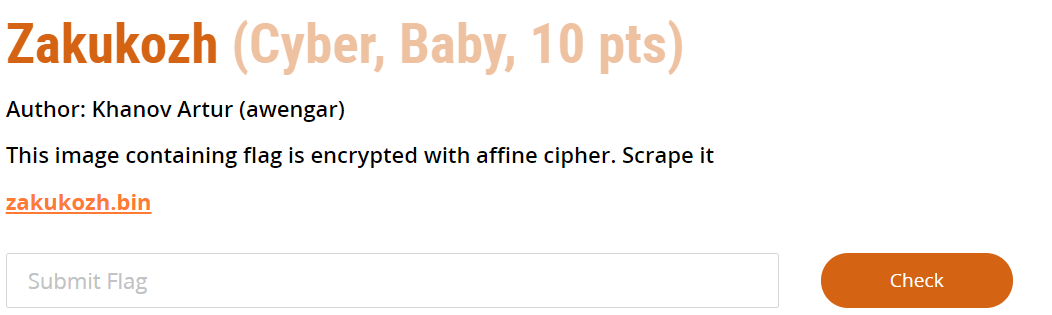 Zakukozh (Cyber, Baby, 10 pts)
Author: Khanov Artur (awengar)
This image containing flag is encrypted with affine cipher. Scrape it
zakukozh.bin
Submit Flag
Check